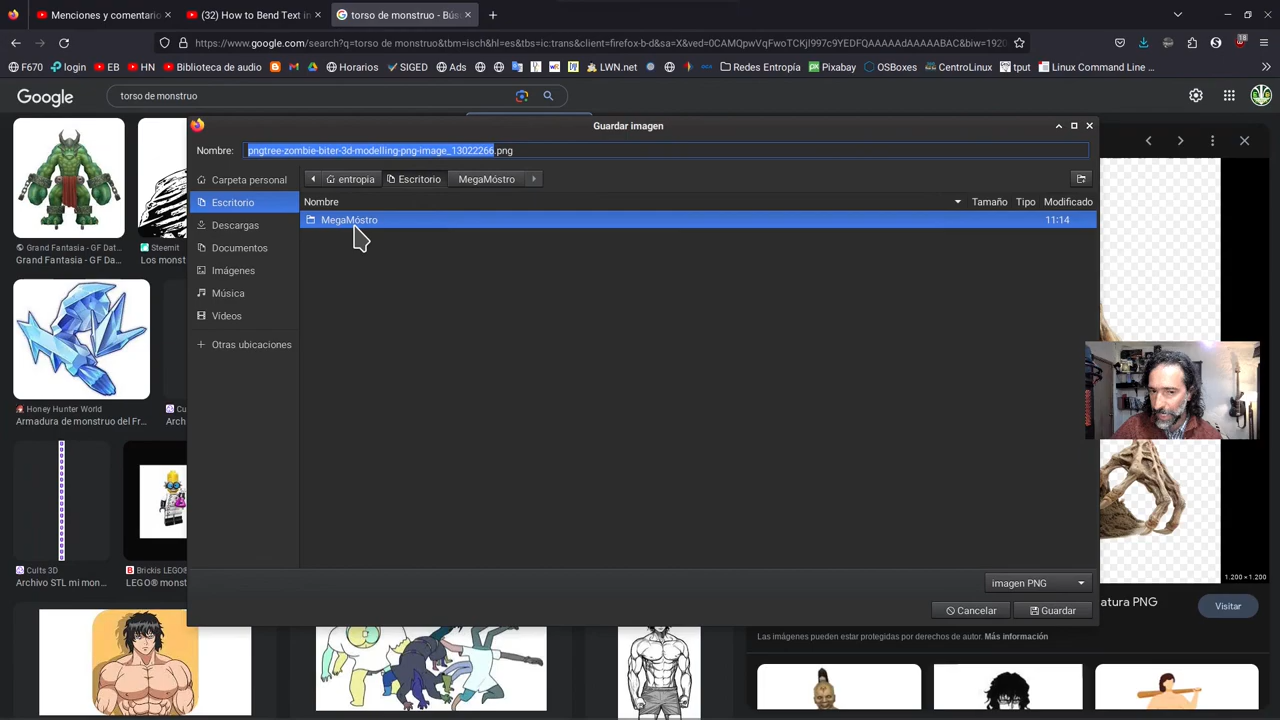 Menciones y comentario
(32) How to Bend Text in
torso de monstruo - Bús
https://www.google.com/search?q=torso de monstruo&tbm=isch&hl=es&tbs=ic:trans&client=firefox-b-d&sa=X&ved=0CAMQpwVqFwoTCKjI997c9YEDFQAAAAAdAAAAABAC&biw=1920
18
F670
login
EB
HN
Biblioteca de audio
Horarios
SIGED
Ads
LWN.net
Redes Entropía
Pixabay
OSBoxes
CentroLinux
tput
Linux Command Line ...
Google
torso de monstruo
Guardar imagen
Nombre:
pngtree-zombie-biter-3d-modelling-png-image_13022266.png
Carpeta personal
entropia
Escritorio
MegaMóstro
Escritorio
Nombre
Tamaño
Tipo
Modificado
MegaMóstro
11:14
Descargas
Documentos
Imágenes
Música
Vídeos
Otras ubicaciones
imagen PNG
Cancelar
Guardar
Grand Fantasia - GF Dat...
Grand Fantasia - GF Dat...
Steemit
Los monst
Honey Hunter World
Armadura de monstruo del Fr...
Cu
Arch
Cults 3D
Archivo STL mi mon...
Brickis LEGO®
LEGO® monst
1.200 × 1.200
atura PNG
Visitar
Las imágenes pueden estar protegidas por derechos de autor. Más información